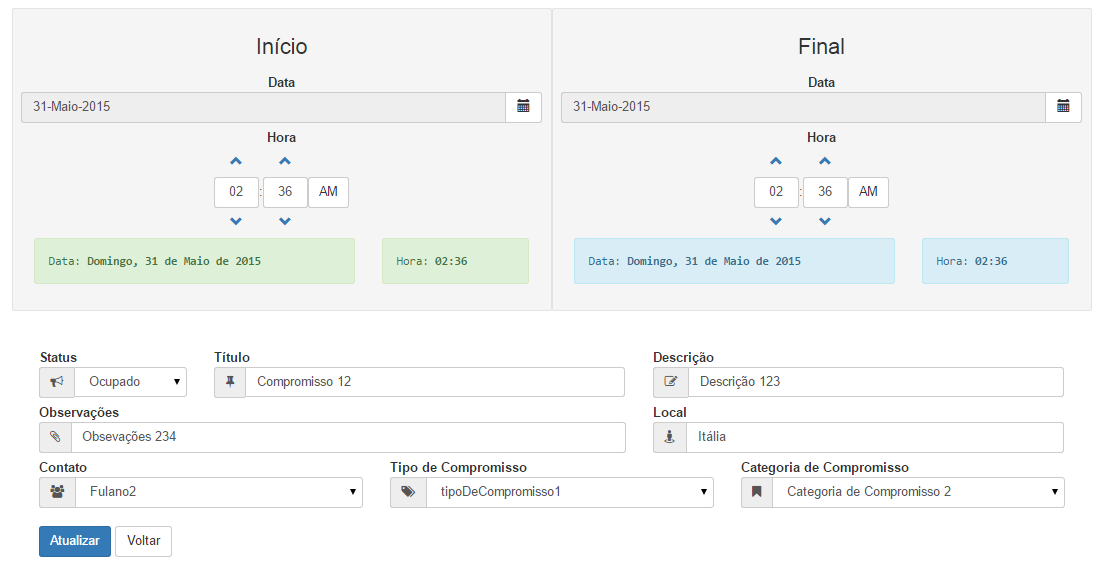 Início
Data
31-Maio-2015
Hora
02 : 36 AM
Data: Domingo, 31 de Maio de 2015 Hora: 02:36
Final
Data
31-Maio-2015
Hora
02 : 36 AM
Data: Domingo, 31 de Maio de 2015 Hora: 02:36
Status Título Descrição
Ocupado Compromisso 12 Descrição 123
Observações Local
Obsevações 234 Itália
Contato Tipo de Compromisso Categoria de Compromisso
Fulano2 tipoDeCompromisso1 Categoria de Compromisso 2
Atualizar Voltar